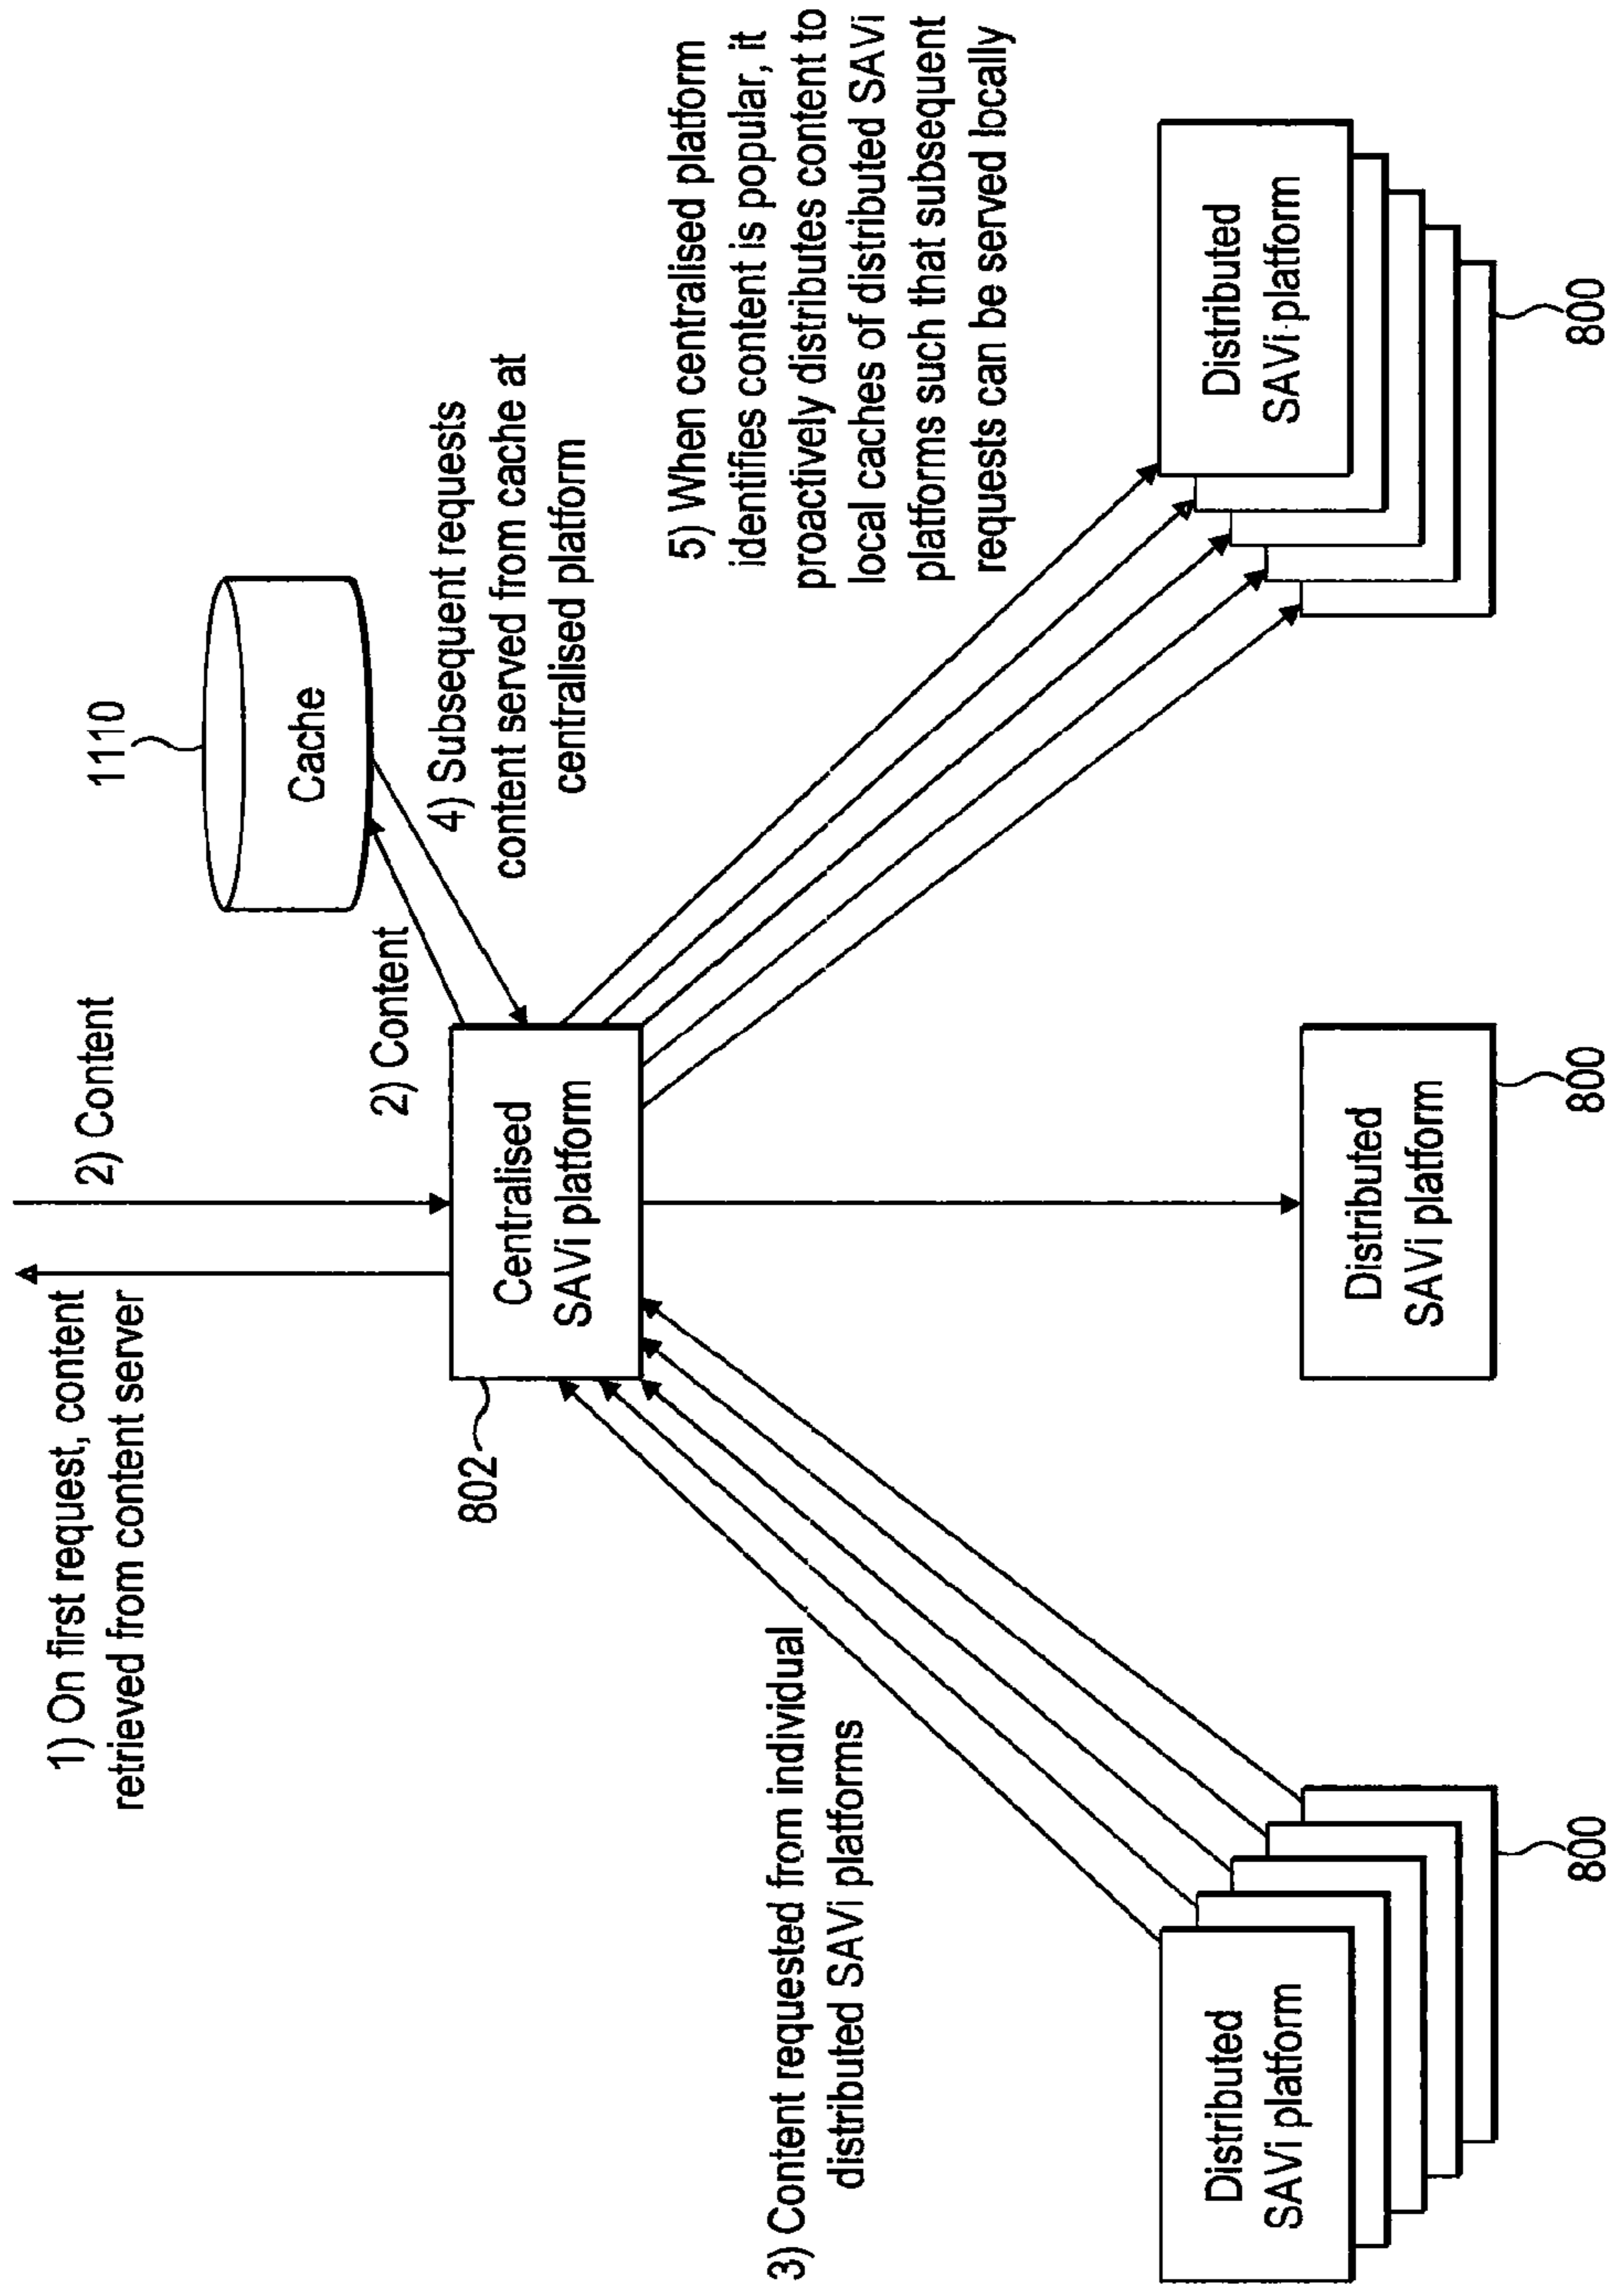 1) On first request, content
retrieved from content server
2) Content
1110
Cache
2) Content
4) Subsequent requests
content served from cache at
centralised platform
802
Centralised
SAVi platform
3) Content requested from individual
distributed SAVi platforms
5) When centralised platform
identifies content is popular, it
proactively distributes content to
local caches of distributed SAVi
platforms such that subsequent
requests can be served locally
Distributed
SAVi platform
800
Distributed
SAVi platform
800
Distributed
SAVi platform
800